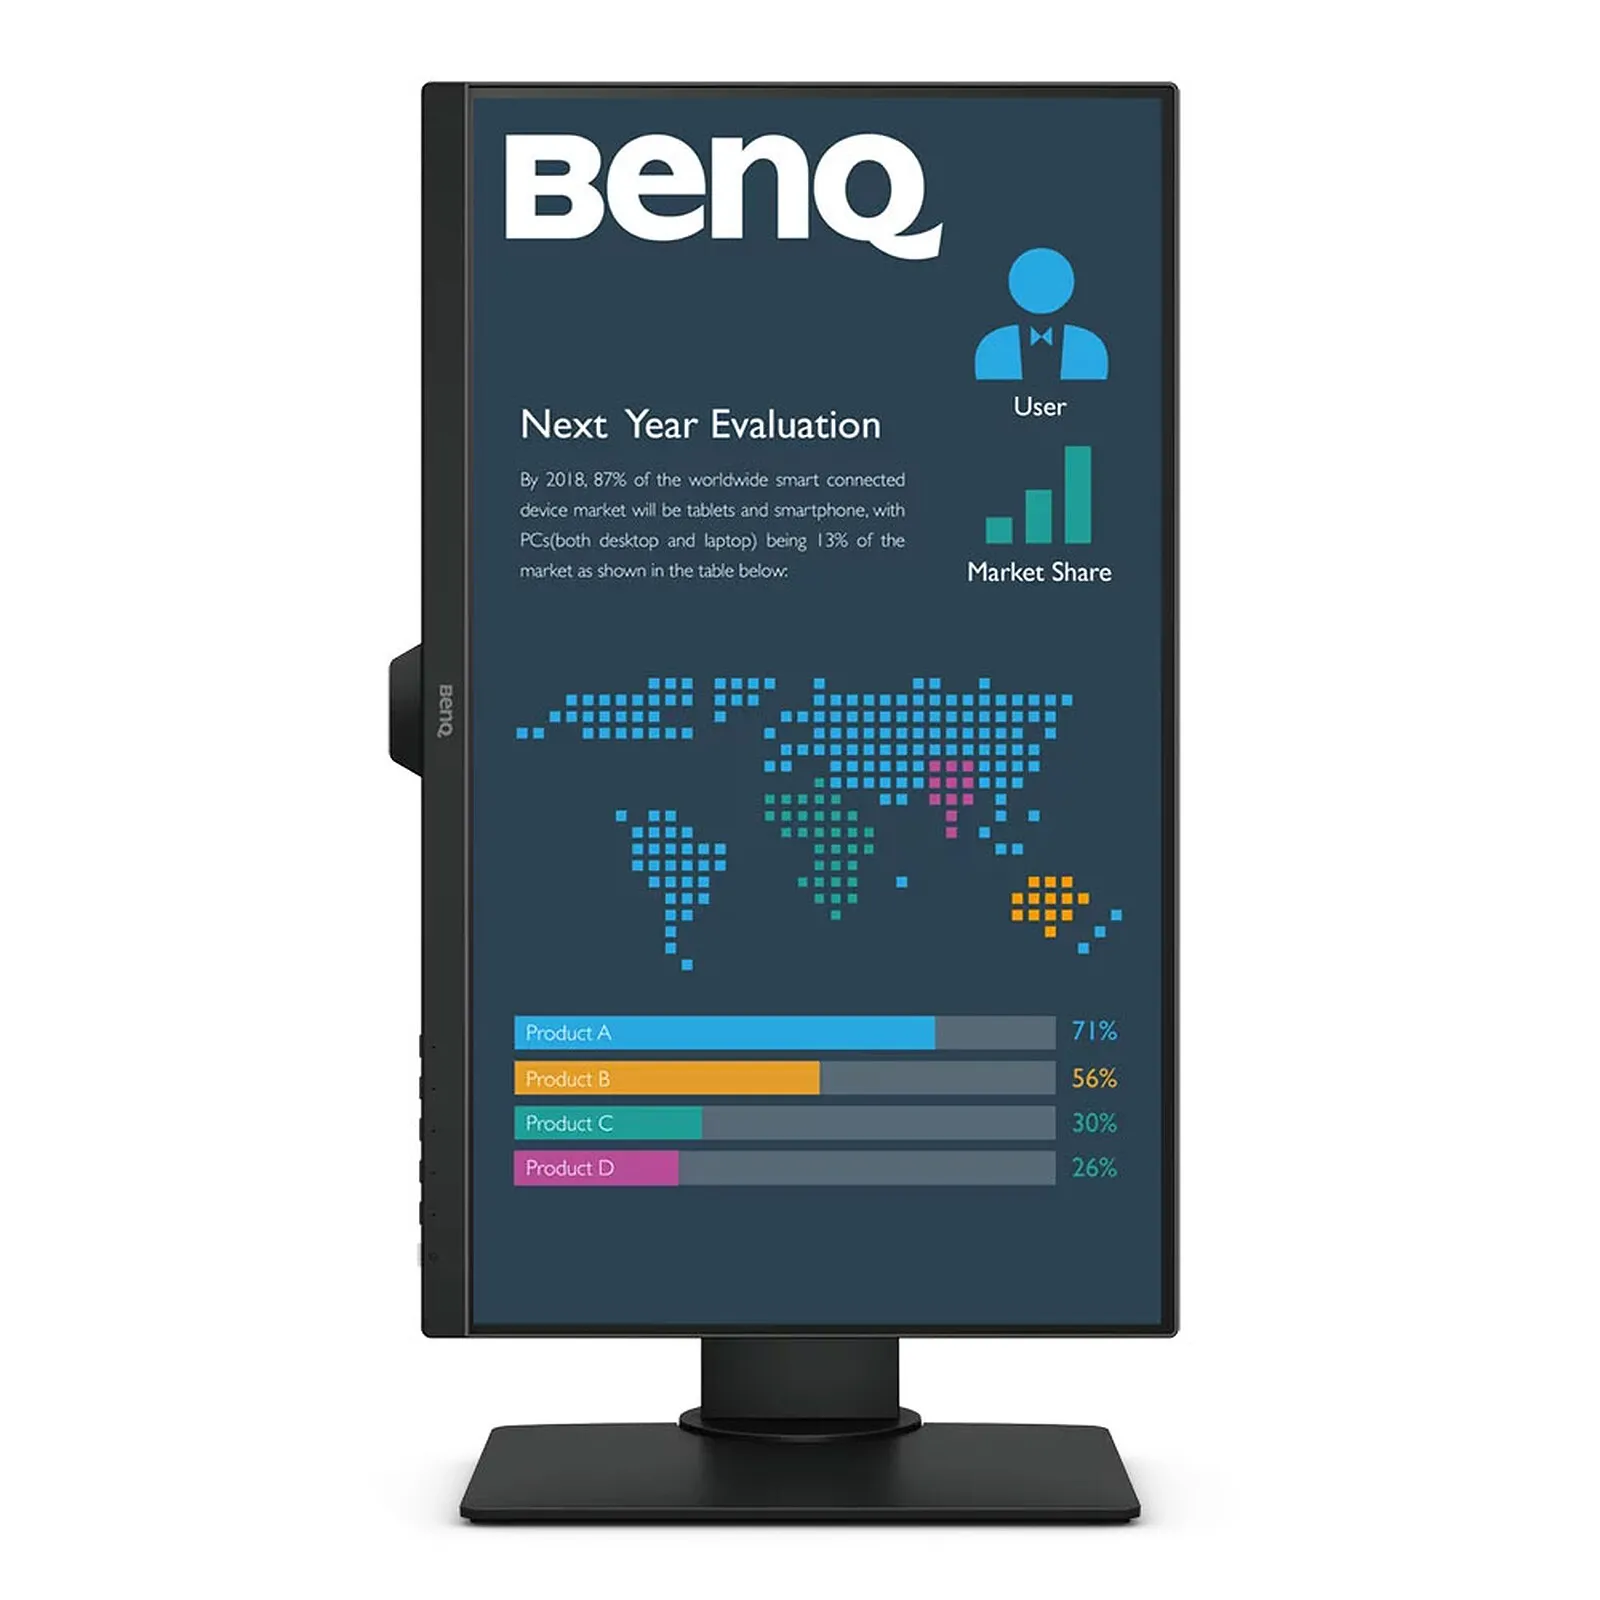 BenQ
User
Next Year Evaluation
By 2018, 87% of the worldwide smart connected
device market will be tablets and smartphone, with
PCs(both desktop and laptop) being 13% of the
market as shown in the table below:
Market Share
BenQ
Product A 71%
Product B 56%
Product C 30%
Product D 26%